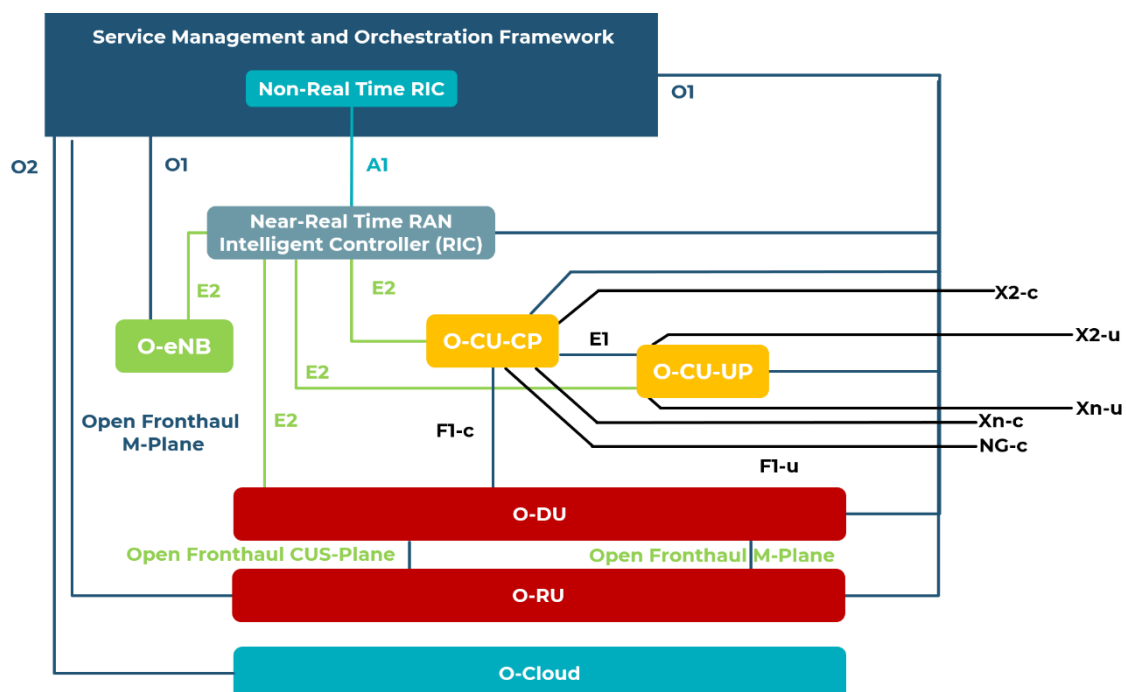 Service Management and Orchestration Framework
Non-Real Time RIC
O1
O2
O1
A1
Near-Real Time RAN
Intelligent Controller (RIC)
E2
E2
X2-c
O-eNB
O-CU-CP
E1
X2-u
O-CU-UP
E2
Open Fronthaul
M-Plane
E2
Xn-u
Xn-c
F1-c
NG-c
F1-u
O-DU
Open Fronthaul CUS-Plane
Open Fronthaul M-Plane
O-RU
O-Cloud